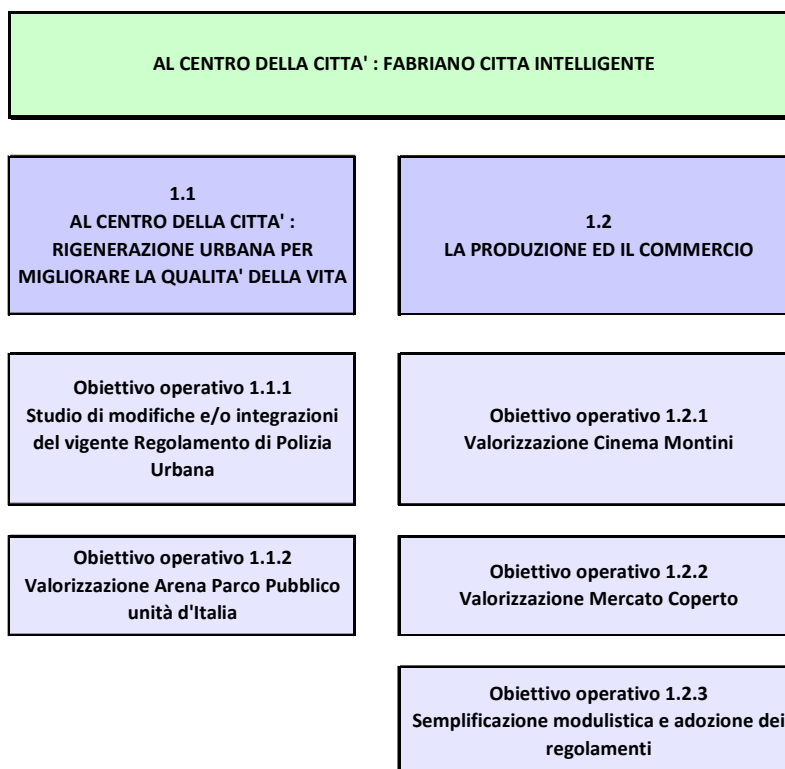 AL CENTRO DELLA CITTA' : FABRIANO CITTA INTELLIGENTE
1.1
AL CENTRO DELLA CITTA' :
RIGENERAZIONE URBANA PER
MIGLIORARE LA QUALITA' DELLA VITA
1.2
LA PRODUZIONE ED IL COMMERCIO
Obiettivo operativo 1.1.1
Studio di modifiche e/o integrazioni
del vigente Regolamento di Polizia
Urbana
Obiettivo operativo 1.2.1
Valorizzazione Cinema Montini
Obiettivo operativo 1.1.2
Valorizzazione Arena Parco Pubblico
unità d'Italia
Obiettivo operativo 1.2.2
Valorizzazione Mercato Coperto
Obiettivo operativo 1.2.3
Semplificazione modulistica e adozione dei
regolamenti